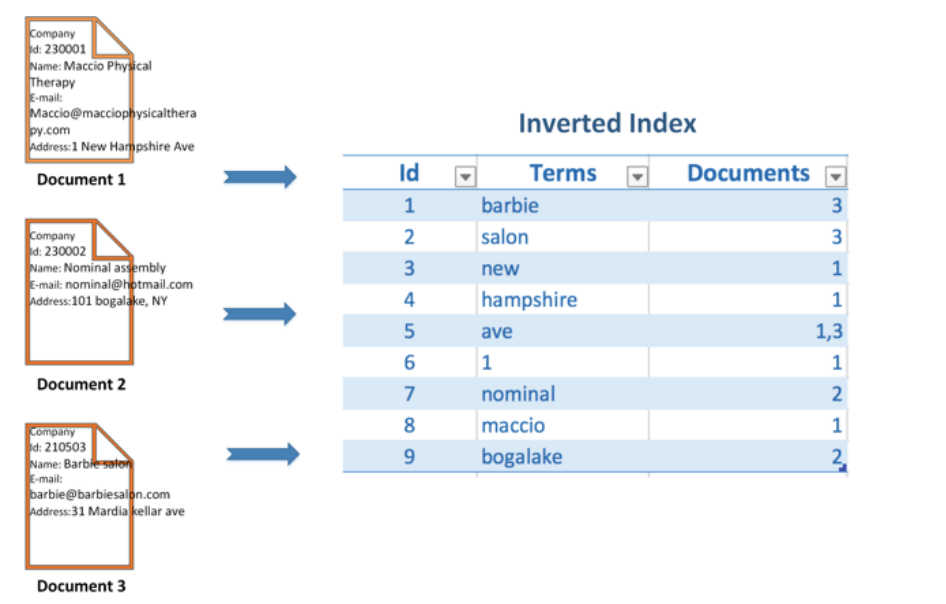 Company
Id: 230001
Name: Maccio Physical
Therapy
E-mail:
Maccio@macciophysicalthera
py.com
Address:1 New Hampshire Ave
Document 1
Company
Id: 230002
Name: Nominal assembly
E-mail: nominal@hotmail.com
Address:101 bogalake, NY
Document 2
Company
Id: 210503
Name: Barbie salon
E-mail:
barbie@barbiesalon.com
Address:31 Mardia kellar ave
Document 3
Inverted Index
Id Terms Documents
1 barbie 3
2 salon 3
3 new 1
4 hampshire 1
5 ave 1,3
6 1 1
7 nominal 2
8 maccio 1
9 bogalake 2